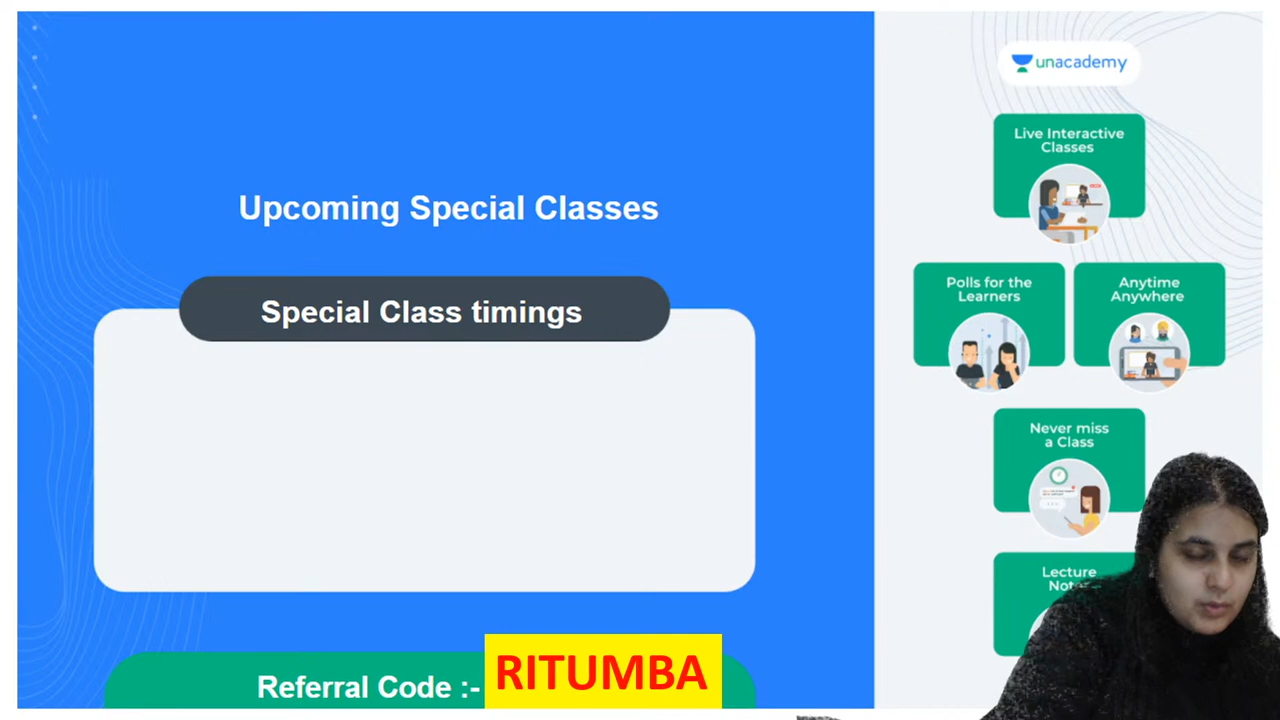 Upcoming Special Classes
Special Class timings
Referral Code :- RITUMBA
unacademy
Live Interactive
Classes
Polls for the
Learners
Anytime
Anywhere
Never miss
a Class
Lecture